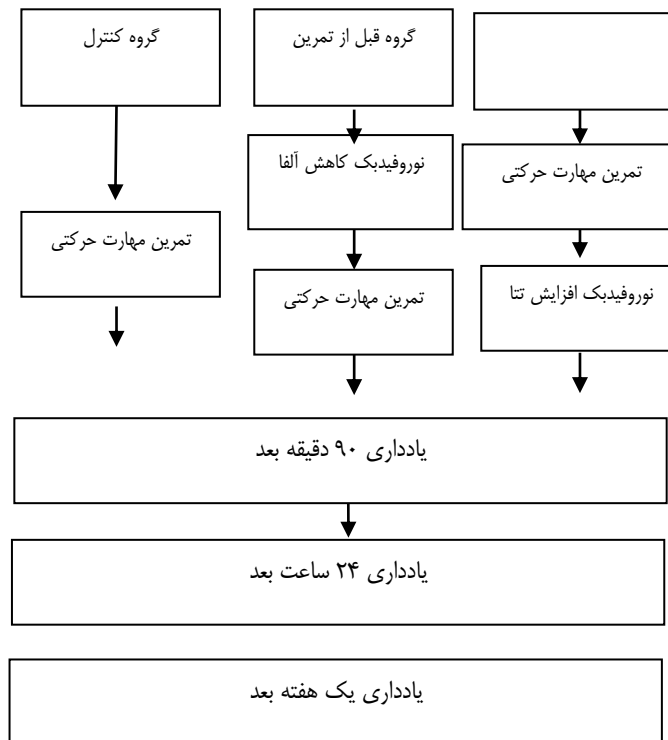 گروه قبل از تمرین
گروه کنترل
تمرین مهارت حرکتی
نوروفیدبک کاهش آلفا
تمرین مهارت حرکتی
نوروفیدبک افزایش تتا
تمرین مهارت حرکتی
یادداری ۹۰ دقیقه بعد
یادداری ۲۴ ساعت بعد
یادداری یک هفته بعد